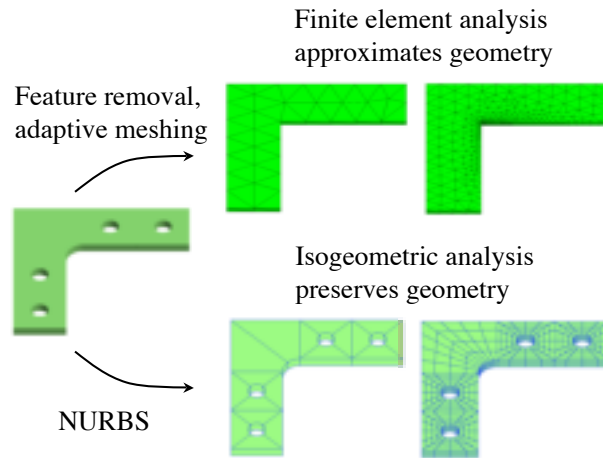 Finite element analysis
approximates geometry
Feature removal,
adaptive meshing
Isogeometric analysis
preserves geometry
NURBS